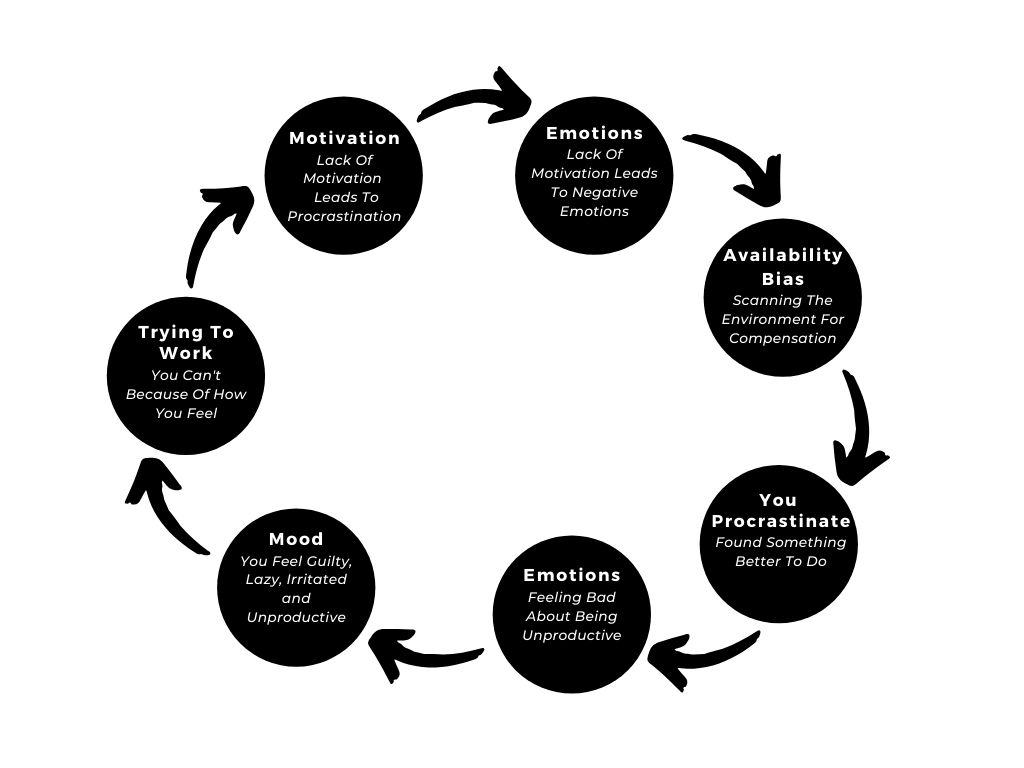 Motivation
Lack Of
Motivation
Leads To
Procrastination
Emotions
Lack Of
Motivation Leads
To Negative
Emotions
Availability
Bias
Scanning The
Environment For
Compensation
You
Procrastinate
Found Something
Better To Do
Emotions
Feeling Bad
About Being
Unproductive
Mood
You Feel Guilty,
Lazy, Irritated
and
Unproductive
Trying To
Work
You Can't
Because Of How
You Feel